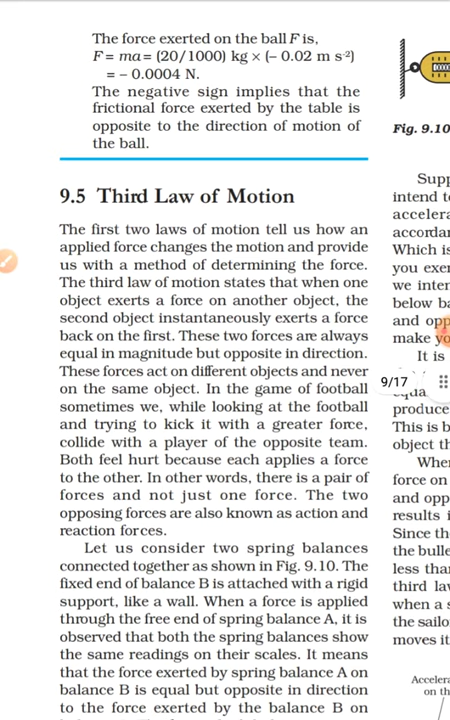 The force exerted on the ball F is,
F = ma = (20/1000) kg × (– 0.02 m s-2)
= – 0.0004 N.
The negative sign implies that the
frictional force exerted by the table is
opposite to the direction of motion of
the ball.
9.5 Third Law of Motion
The first two laws of motion tell us how an
applied force changes the motion and provide
us with a method of determining the force.
The third law of motion states that when one
object exerts a force on another object, the
second object instantaneously exerts a force
back on the first. These two forces are always
equal in magnitude but opposite in direction.
These forces act on different objects and never
on the same object. In the game of football
sometimes we, while looking at the football
and trying to kick it with a greater force,
collide with a player of the opposite team.
Both feel hurt because each applies a force
to the other. In other words, there is a pair of
forces and not just one force. The two
opposing forces are also known as action and
reaction forces.
Let us consider two spring balances
connected together as shown in Fig. 9.10. The
fixed end of balance B is attached with a rigid
support, like a wall. When a force is applied
through the free end of spring balance A, it is
observed that both the spring balances show
the same readings on their scales. It means
that the force exerted by spring balance A on
balance B is equal but opposite in direction
to the force exerted by the balance B on
Fig. 9.10
Supp
intend to
accelera
accordan
Which is
you exer
we inten
below ba
and opp
make yo
It is
9/17
equa
produce
This is b
object th
When
force on
and opp
results i
Since th
the bulle
less than
third law
when a s
the sailo
moves it
Accelera
on th